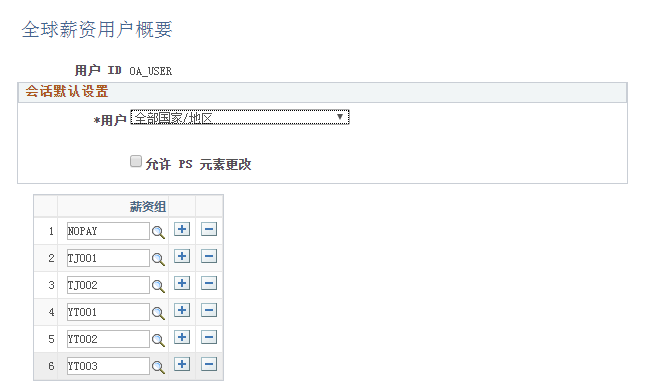 全球薪资用户概要
用户 ID OA_USER
会话默认设置
*用户 全部国家/地区
允许 PS 元素更改
薪资组
1 NOPAY
2 TJ001
3 TJ002
4 YT001
5 YT002
6 YT003